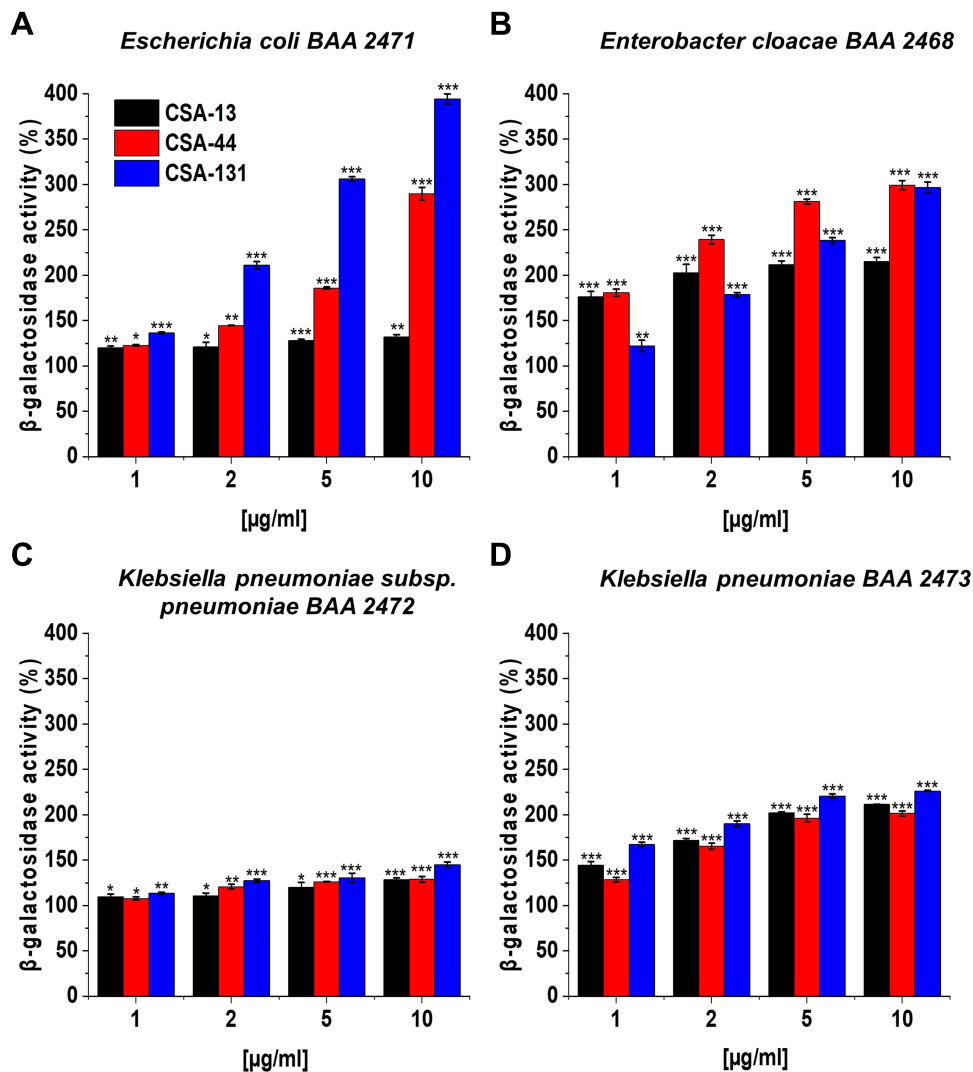 A
Escherichia coli BAA 2471
β-galactosidase activity (%)
400
350
300
250
200
150
100
50
0
CSA-13
CSA-44
CSA-131
** * ***
* ** ***
*** *** ***
** *** ***
1 2 5 10
[µg/ml]
B
Enterobacter cloacae BAA 2468
β-galactosidase activity (%)
400
350
300
250
200
150
100
50
0
*** *** **
*** *** ***
*** *** ***
*** *** ***
1 2 5 10
[µg/ml]
C
Klebsiella pneumoniae subsp.
pneumoniae BAA 2472
β-galactosidase activity (%)
400
350
300
250
200
150
100
50
0
* * **
* ** ***
* *** ***
*** *** ***
1 2 5 10
[µg/ml]
D
Klebsiella pneumoniae BAA 2473
β-galactosidase activity (%)
400
350
300
250
200
150
100
50
0
*** *** ***
*** *** ***
*** *** ***
*** *** ***
1 2 5 10
[µg/ml]